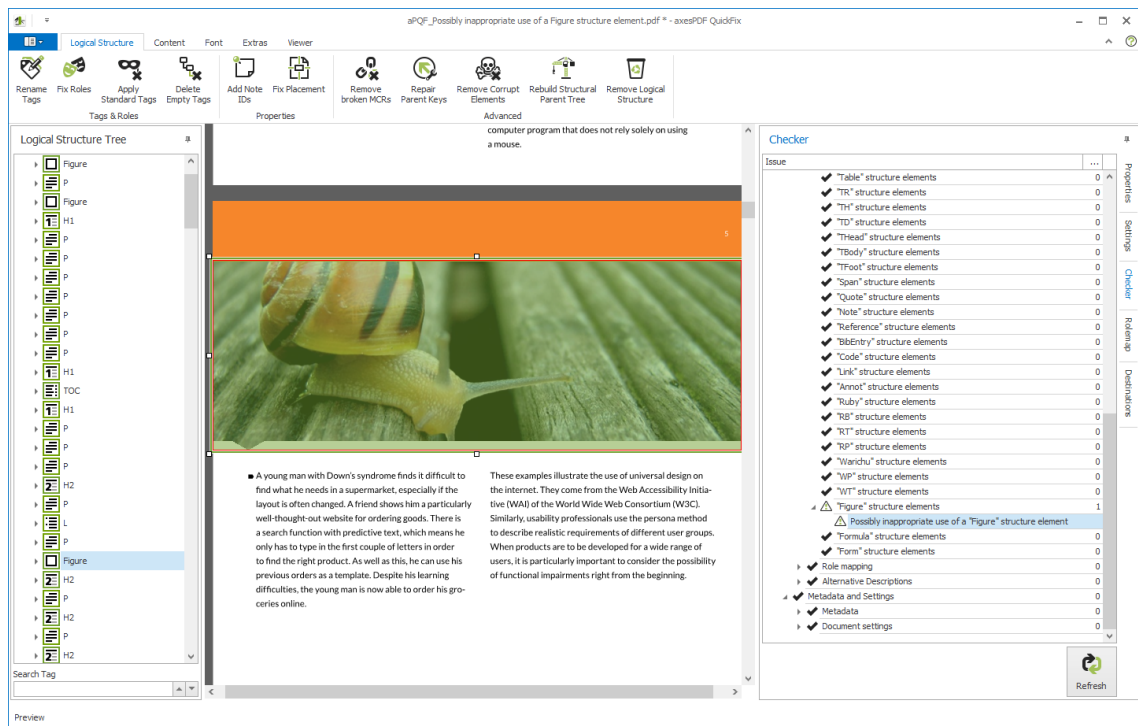 aPQF_Possibly inappropriate use of a Figure structure element.pdf * - axesPDF QuickFix
Logical Structure Content Font Extras Viewer
Rename Tags
Fix Roles
Apply Standard Tags
Delete Empty Tags
Add Note IDs
Fix Placement
Remove broken MCRs
Repair Parent Keys
Remove Corrupt Elements
Rebuild Structural Parent Tree
Remove Logical Structure
Tags & Roles
Properties
Advanced
Logical Structure Tree
Figure
P
Figure
1 H1
P
P
P
P
P
P
P
1 H1
TOC
1 H1
P
P
P
2 H2
P
L
Figure
2 H2
P
2 H2
P
2 H2
Search Tag
computer program that does not rely solely on using
a mouse.
5
A young man with Down's syndrome finds it difficult to
find what he needs in a supermarket, especially if the
layout is often changed. A friend shows him a particularly
well-thought-out website for ordering goods. There is
a search function with predictive text, which means he
only has to type in the first couple of letters in order
to find the right product. As well as this, he can use his
previous orders as a template. Despite his learning
difficulties, the young man is now able to order his gro-
ceries online.
These examples illustrate the use of universal design on
the internet. They come from the Web Accessibility Initia-
tive (WAI) of the World Wide Web Consortium (W3C).
Similarly, usability professionals use the persona method
to describe realistic requirements of different user groups.
When products are to be developed for a wide range of
users, it is particularly important to consider the possibility
of functional impairments right from the beginning.
Checker
Issue ...
"Table" structure elements 0
"TR" structure elements 0
"TH" structure elements 0
"TD" structure elements 0
"THead" structure elements 0
"TBody" structure elements 0
"TFoot" structure elements 0
"Span" structure elements 0
"Quote" structure elements 0
"Note" structure elements 0
"Reference" structure elements 0
"BibEntry" structure elements 0
"Code" structure elements 0
"Link" structure elements 0
"Annot" structure elements 0
"Ruby" structure elements 0
"RB" structure elements 0
"RT" structure elements 0
"RP" structure elements 0
"Warichu" structure elements 0
"WP" structure elements 0
"WT" structure elements 0
"Figure" structure elements 1
Possibly inappropriate use of a "Figure" structure element
"Formula" structure elements 0
"Form" structure elements 0
Role mapping 0
Alternative Descriptions 0
Metadata and Settings 0
Metadata 0
Document settings 0
Refresh
Properties
Settings
Checker
Rolemap
Destinations
Preview